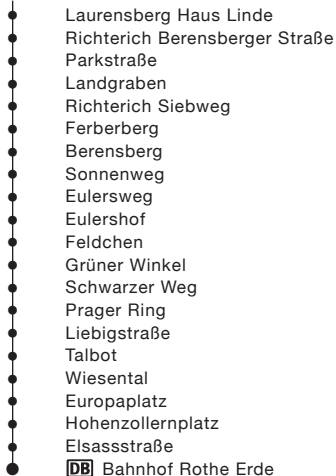 Laurensberg Haus Linde
Richterich Berensberger Straße
Parkstraße
Landgraben
Richterich Siebweg
Ferberberg
Berensberg
Sonnenweg
Eulersweg
Eulershof
Feldchen
Grüner Winkel
Schwarzer Weg
Prager Ring
Liebigstraße
Talbot
Wiesental
Europaplatz
Hohenzollernplatz
Elsassstraße
DB Bahnhof Rothe Erde